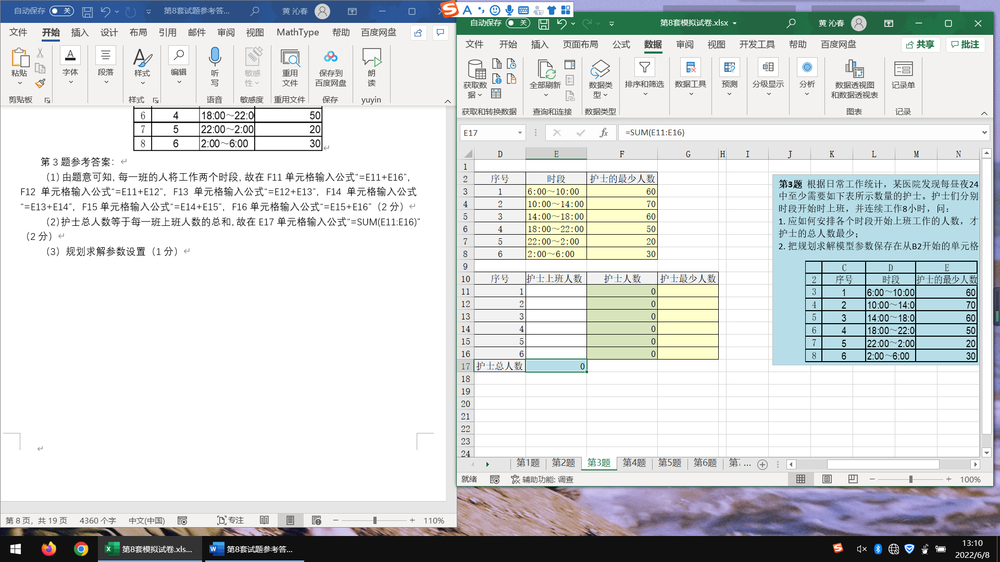 自动保存 关 第8套试题参考答... 黄 沁春
文件 开始 插入 设计 布局 引用 邮件 审阅 视图 MathType 帮助 百度网盘
粘贴 字体 段落 样式 编辑 听写 敏感性 重用文件 保存到百度网盘 朗读
剪贴板 样式 语音 敏感度 重用文件 保存 yuyin
6 4 18:00～22:0 50
7 5 22:00～2:00 20
8 6 2:00～6:00 30
第 3 题参考答案：
（1）由题意可知，每一班的人将工作两个时段，故在 F11 单元格输入公式“=E11+E16”，
F12 单元格输入公式“=E11+E12”，F13 单元格输入公式“=E12+E13”，F14 单元格输入公式
“=E13+E14”，F15 单元格输入公式“=E14+E15”，F16 单元格输入公式“=E15+E16”（2 分）
（2）护士总人数等于每一班上班人数的总和，故在 E17 单元格输入公式“=SUM(E11:E16)”
（2 分）
（3）规划求解参数设置（1 分）
第 8 页，共 19 页 4360 个字 中文(中国) 专注 110%
自动保存 关 第8套模拟试卷.xlsx 黄 沁春
文件 开始 插入 页面布局 公式 数据 审阅 视图 开发工具 帮助 百度网盘 共享 批注
获取数据 全部刷新 数据类型 排序和筛选 数据工具 预测 分级显示 分析 数据透视图和数据透视表 记录单
获取和转换数据 查询和连接 数据类型 图表 记录
E17 fx =SUM(E11:E16)
D E F G H I J K L M N
1
2 序号 时段 护士的最少人数
3 1 6:00～10:00 60
4 2 10:00～14:00 70
5 3 14:00～18:00 60
6 4 18:00～22:00 50
7 5 22:00～2:00 20
8 6 2:00～6:00 30
9
10 序号 护士上班人数 护士人数 护士最少人数
11 1 0
12 2 0
13 3 0
14 4 0
15 5 0
16 6 0
17 护士总人数 0
18
19
20
21
22
23
24
第3题 根据日常工作统计，某医院发现每昼夜24
中至少需要如下表所示数量的护士。护士们分别
时段开始时上班，并连续工作8小时，问：
1. 应如何安排各个时段开始上班工作的人数，才
护士的总人数最少；
2. 把规划求解模型参数保存在从B2开始的单元格
C D E
2 序号 时段 护士的最少人数
3 1 6:00～10:00 60
4 2 10:00～14:0 70
5 3 14:00～18:0 60
6 4 18:00～22:0 50
7 5 22:00～2:00 20
8 6 2:00～6:00 30
第1题 第2题 第3题 第4题 第5题 第6题 第7 ...
就绪 辅助功能: 调查 100%
第8套模拟试卷.xls... 第8套试题参考答... 13:10
2022/6/8